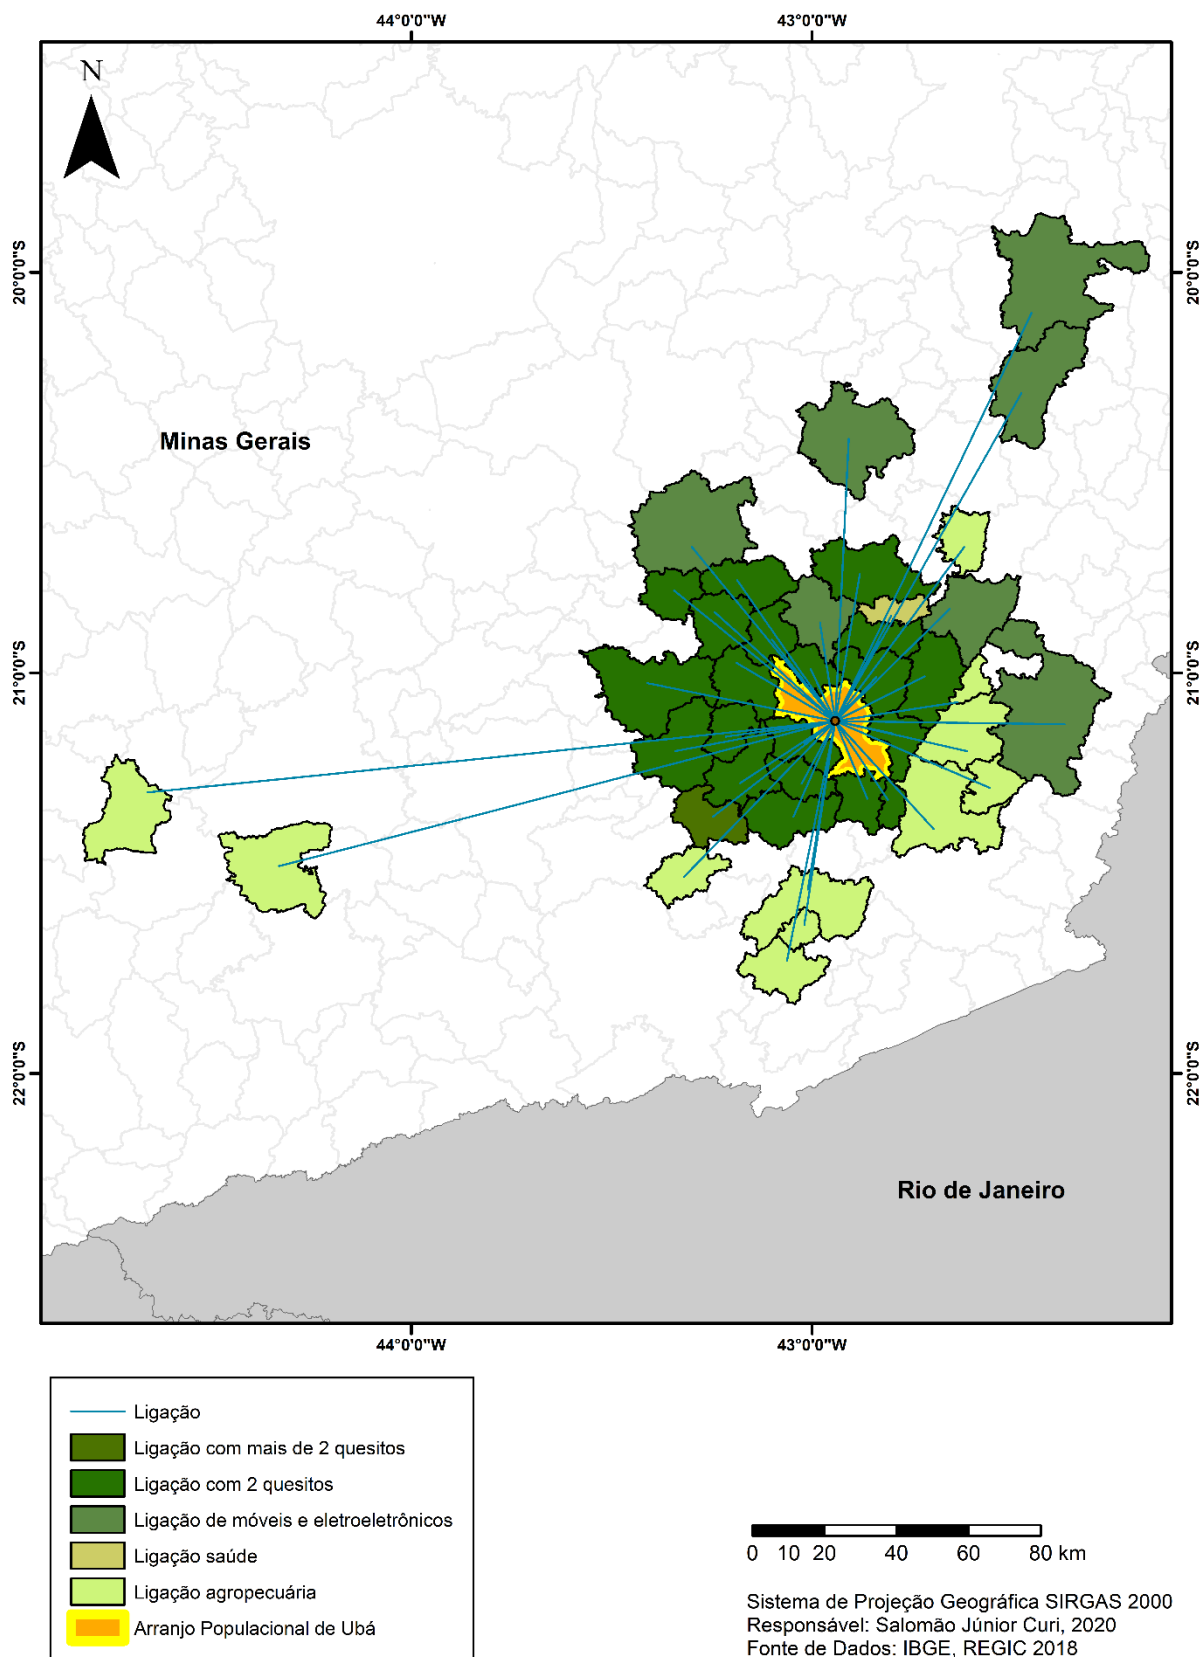 44°0'0"W
43°0'0"W
N
20°0'0"S
20°0'0"S
Minas Gerais
21°0'0"S
21°0'0"S
22°0'0"S
22°0'0"S
Rio de Janeiro
44°0'0"W
43°0'0"W
Ligação
Ligação com mais de 2 quesitos
Ligação com 2 quesitos
Ligação de móveis e eletroeletrônicos
Ligação saúde
Ligação agropecuária
Arranjo Populacional de Ubá
0 10 20 40 60 80 km
Sistema de Projeção Geográfica SIRGAS 2000
Responsável: Salomão Júnior Curi, 2020
Fonte de Dados: IBGE, REGIC 2018